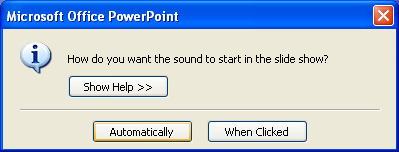 Microsoft Office PowerPoint
How do you want the sound to start in the slide show?
Show Help >>
Automatically When Clicked